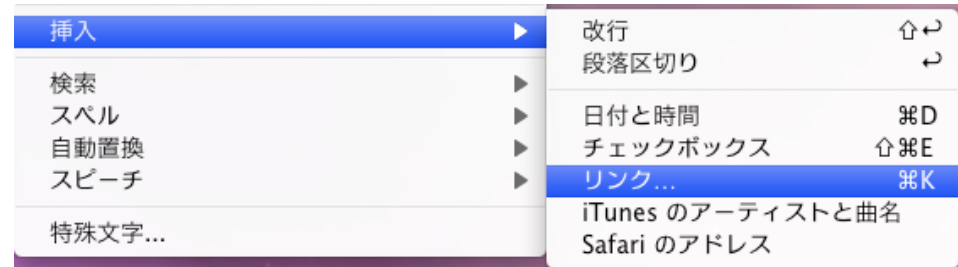 挿入 ▶
検索 ▶
スペル ▶
自動置換 ▶
スピーチ ▶
特殊文字...
改行 ⇧↩
段落区切り ↩
日付と時間 ⌘D
チェックボックス ⇧⌘E
リンク... ⌘K
iTunes のアーティストと曲名
Safari のアドレス